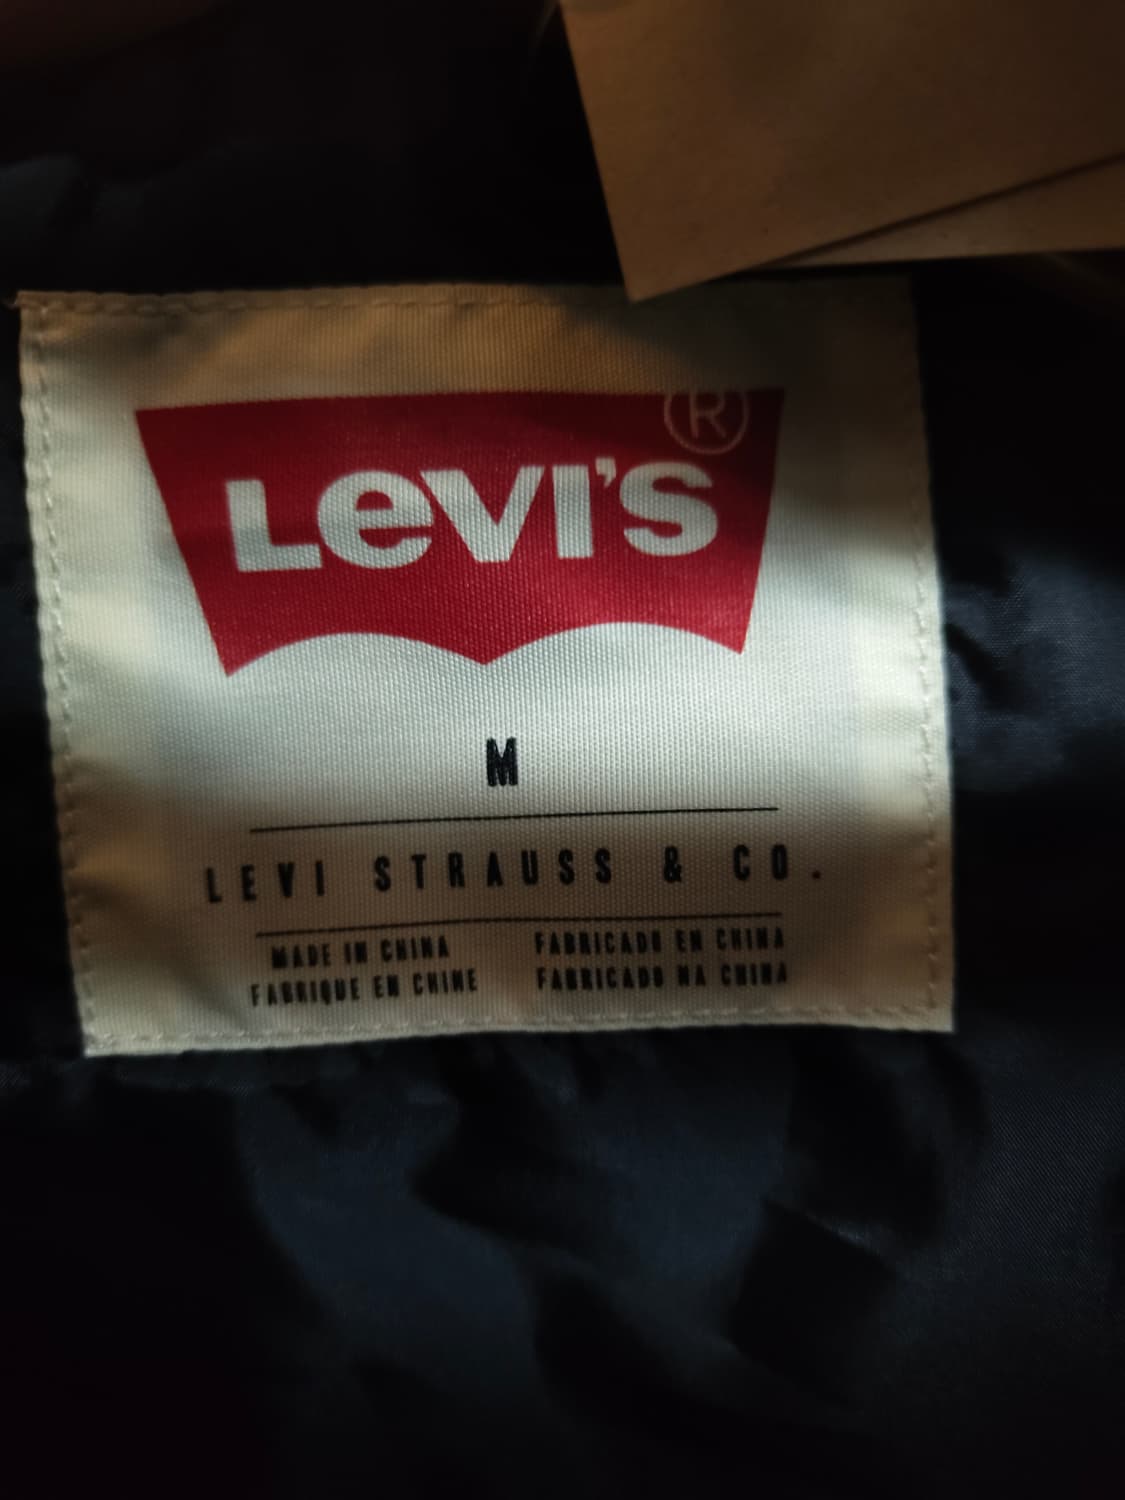 LEVI'S ®
M
LEVI STRAUSS & CO.
MADE IN CHINA
FABRIQUE EN CHINE
FABRICADO EN CHINA
FABRICADO NA CHINA